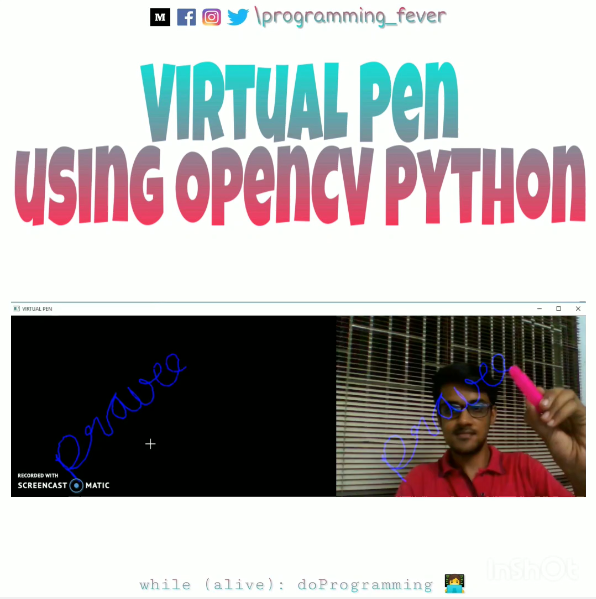 M \programming_fever
VIRTUAL PEN
USING OPENCV PYTHON
VIRTUAL PEN
RECORDED WITH
SCREENCAST MATIC
while (alive): doProgramming